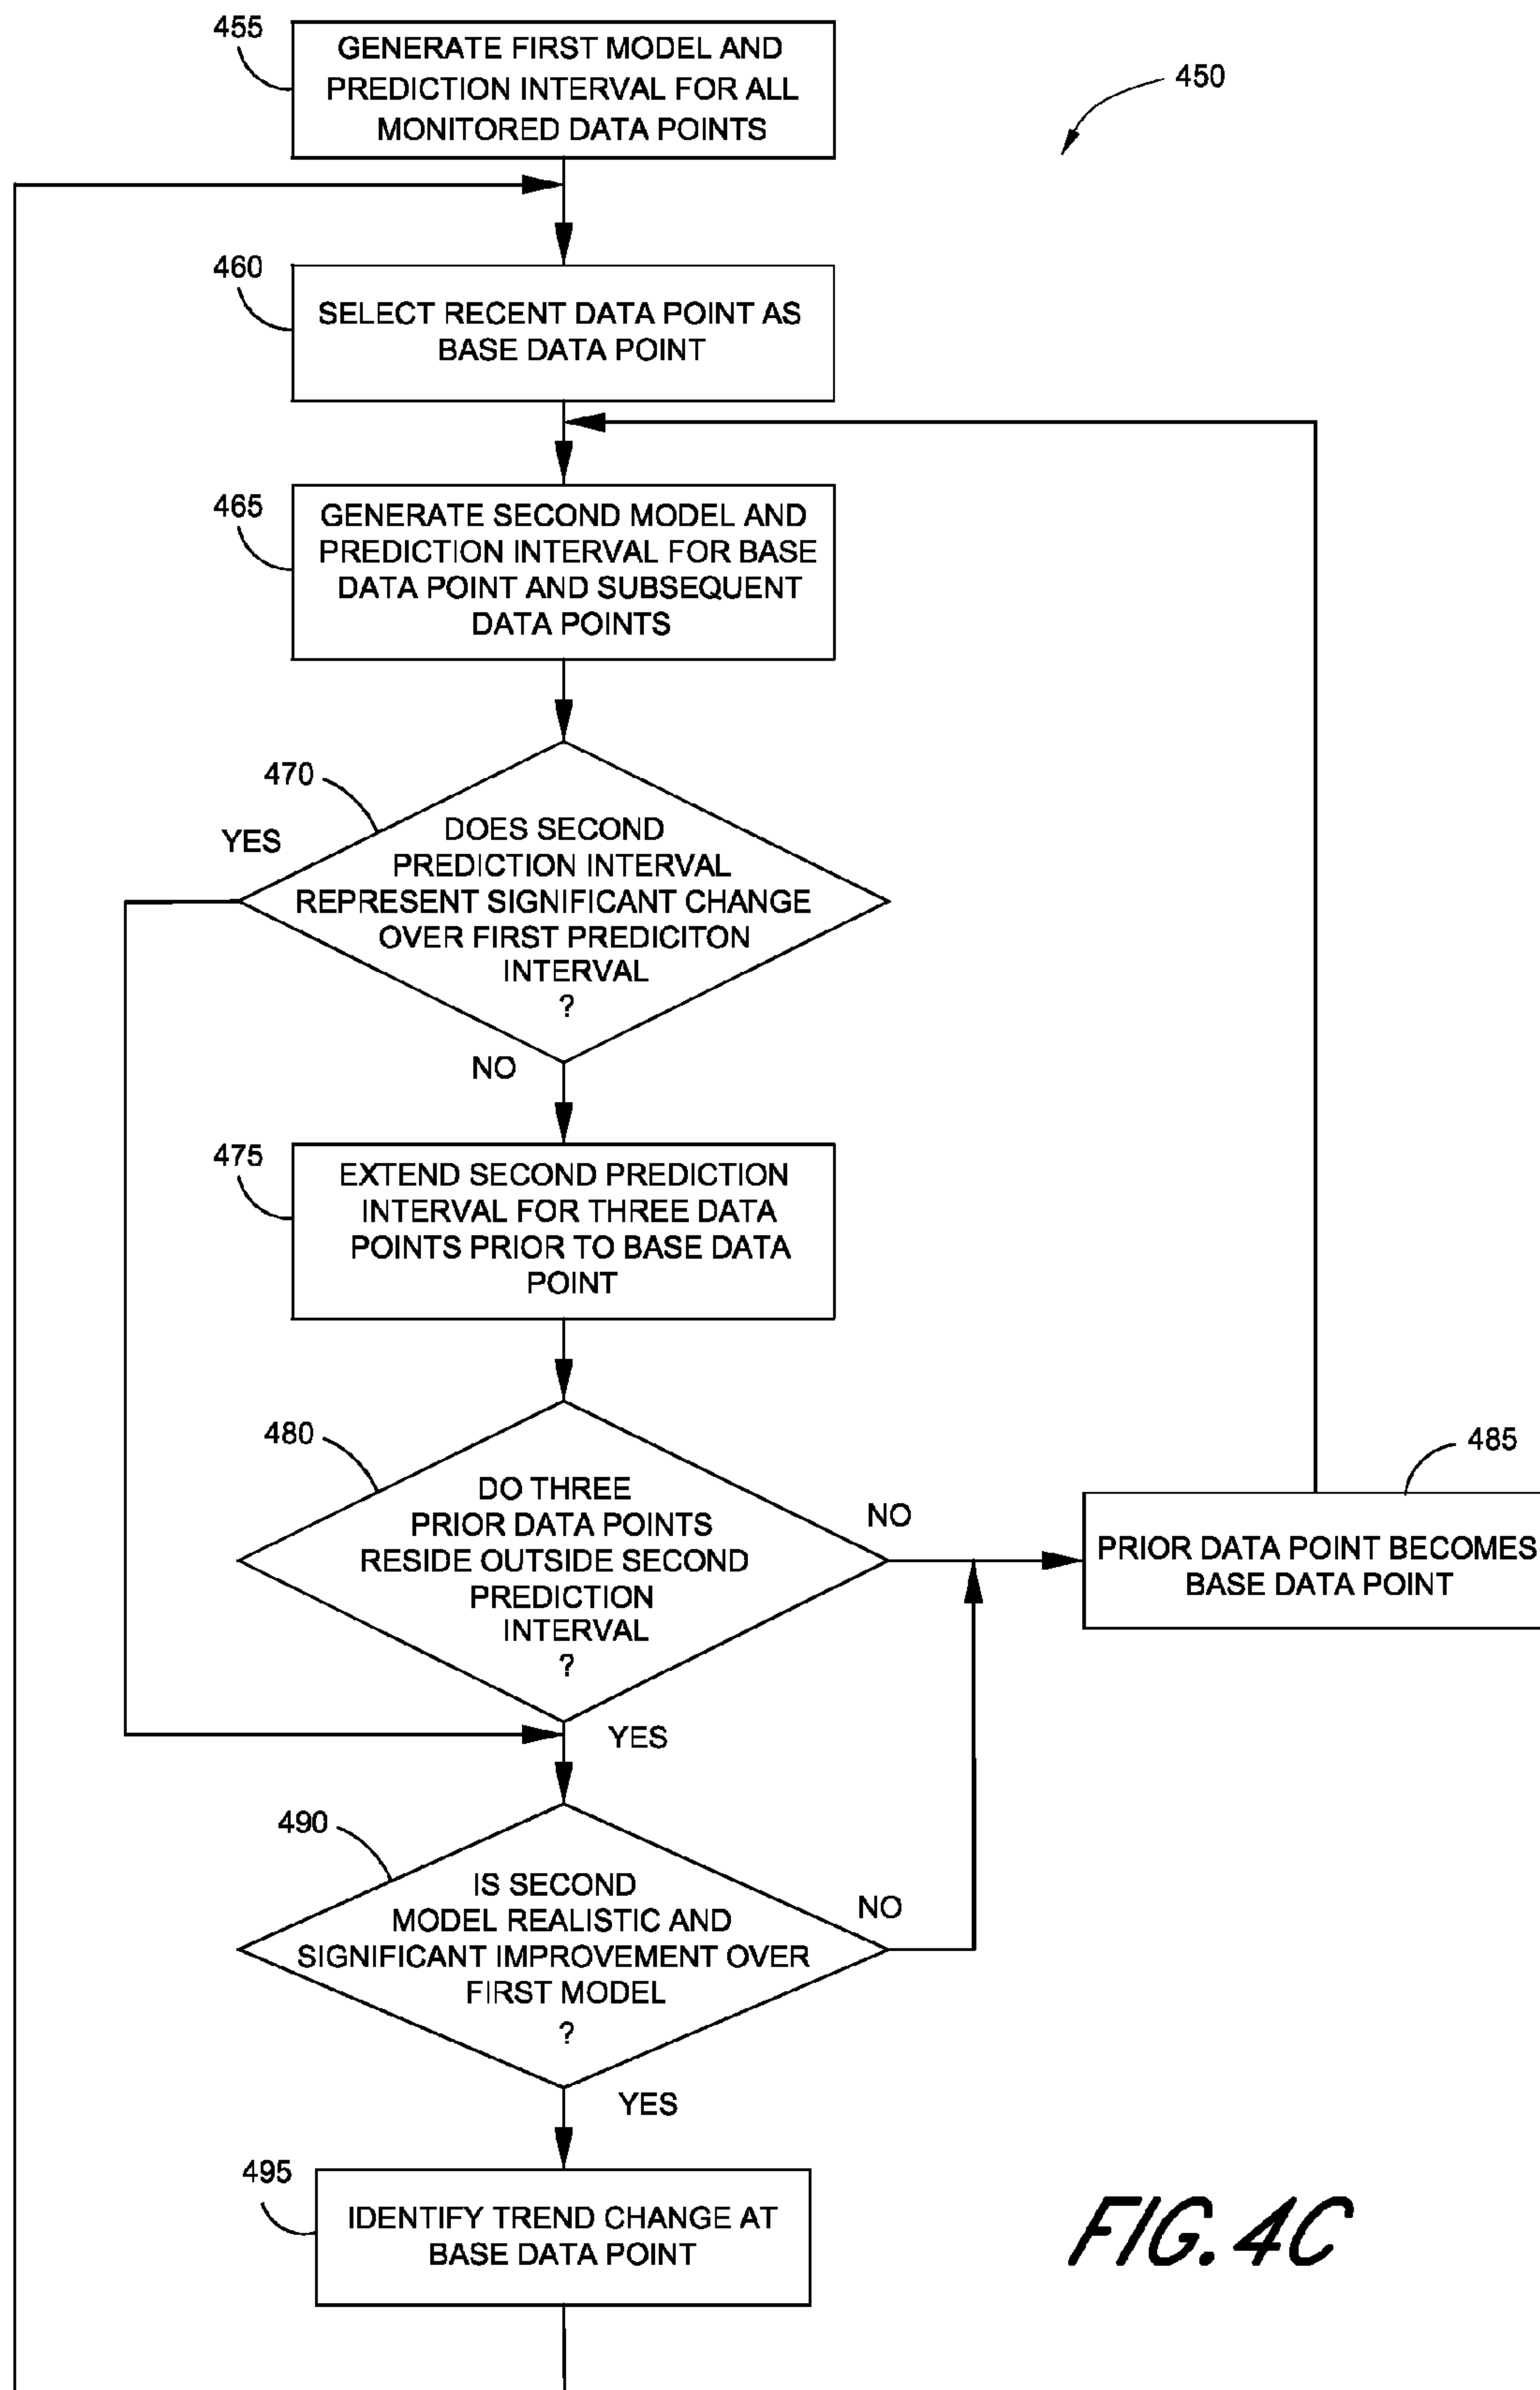 455
GENERATE FIRST MODEL AND
PREDICTION INTERVAL FOR ALL
MONITORED DATA POINTS
450
460
SELECT RECENT DATA POINT AS
BASE DATA POINT
465
GENERATE SECOND MODEL AND
PREDICTION INTERVAL FOR BASE
DATA POINT AND SUBSEQUENT
DATA POINTS
470
YES
DOES SECOND
PREDICTION INTERVAL
REPRESENT SIGNIFICANT CHANGE
OVER FIRST PREDICITON
INTERVAL
?
NO
475
EXTEND SECOND PREDICTION
INTERVAL FOR THREE DATA
POINTS PRIOR TO BASE DATA
POINT
480
DO THREE
PRIOR DATA POINTS
RESIDE OUTSIDE SECOND
PREDICTION
INTERVAL
?
NO
485
PRIOR DATA POINT BECOMES
BASE DATA POINT
YES
490
IS SECOND
MODEL REALISTIC AND
SIGNIFICANT IMPROVEMENT OVER
FIRST MODEL
?
NO
YES
495
IDENTIFY TREND CHANGE AT
BASE DATA POINT
FIG. 4C